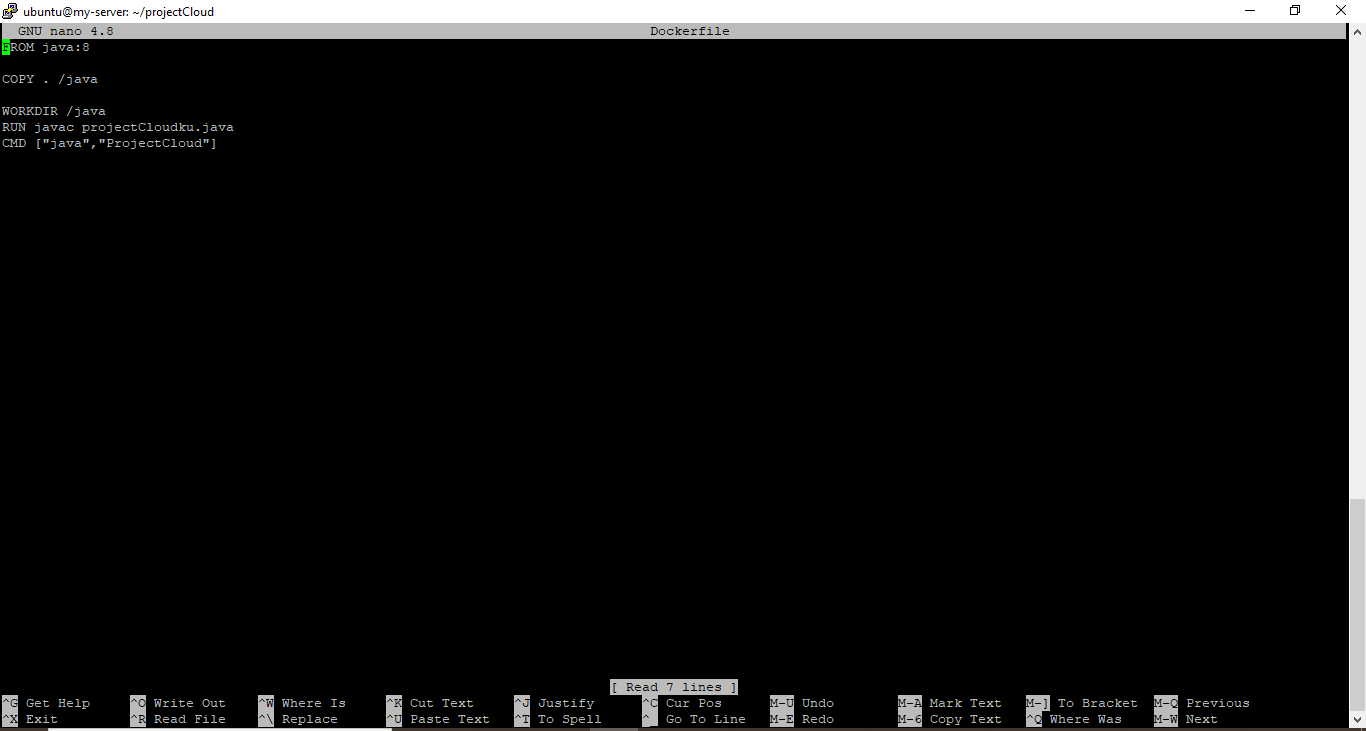 ubuntu@my-server: ~/projectCloud
GNU nano 4.8 Dockerfile
FROM java:8
COPY . /java
WORKDIR /java
RUN javac projectCloudku.java
CMD ["java","ProjectCloud"]
[ Read 7 lines ]
^G Get Help ^O Write Out ^W Where Is ^K Cut Text ^J Justify ^C Cur Pos M-U Undo M-A Mark Text M-] To Bracket M-Q Previous
^X Exit ^R Read File ^\ Replace ^U Paste Text ^T To Spell ^_ Go To Line M-E Redo M-6 Copy Text ^Q Where Was M-W Next